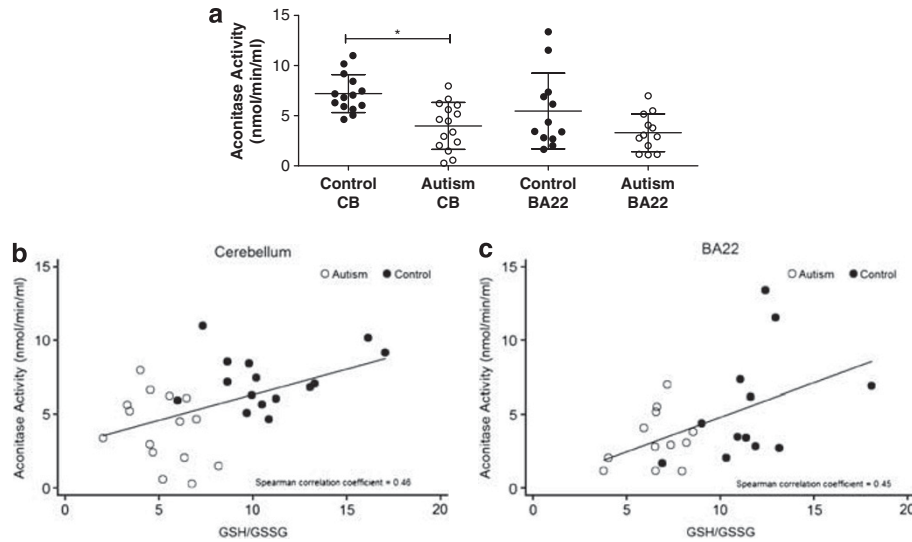 a
Aconitase Activity
(nmol/min/ml)
15
10
5
0
*
Control
CB
Autism
CB
Control
BA22
Autism
BA22
b
Cerebellum
Autism
Control
Aconitase Activity (nmol/min/ml)
15
10
5
0
Spearman correlation coefficient = 0.46
0
5
10
15
20
GSH/GSSG
c
BA22
Autism
Control
Aconitase Activity (nmol/min/ml)
15
10
5
0
Spearman correlation coefficient = 0.45
0
5
10
15
20
GSH/GSSG